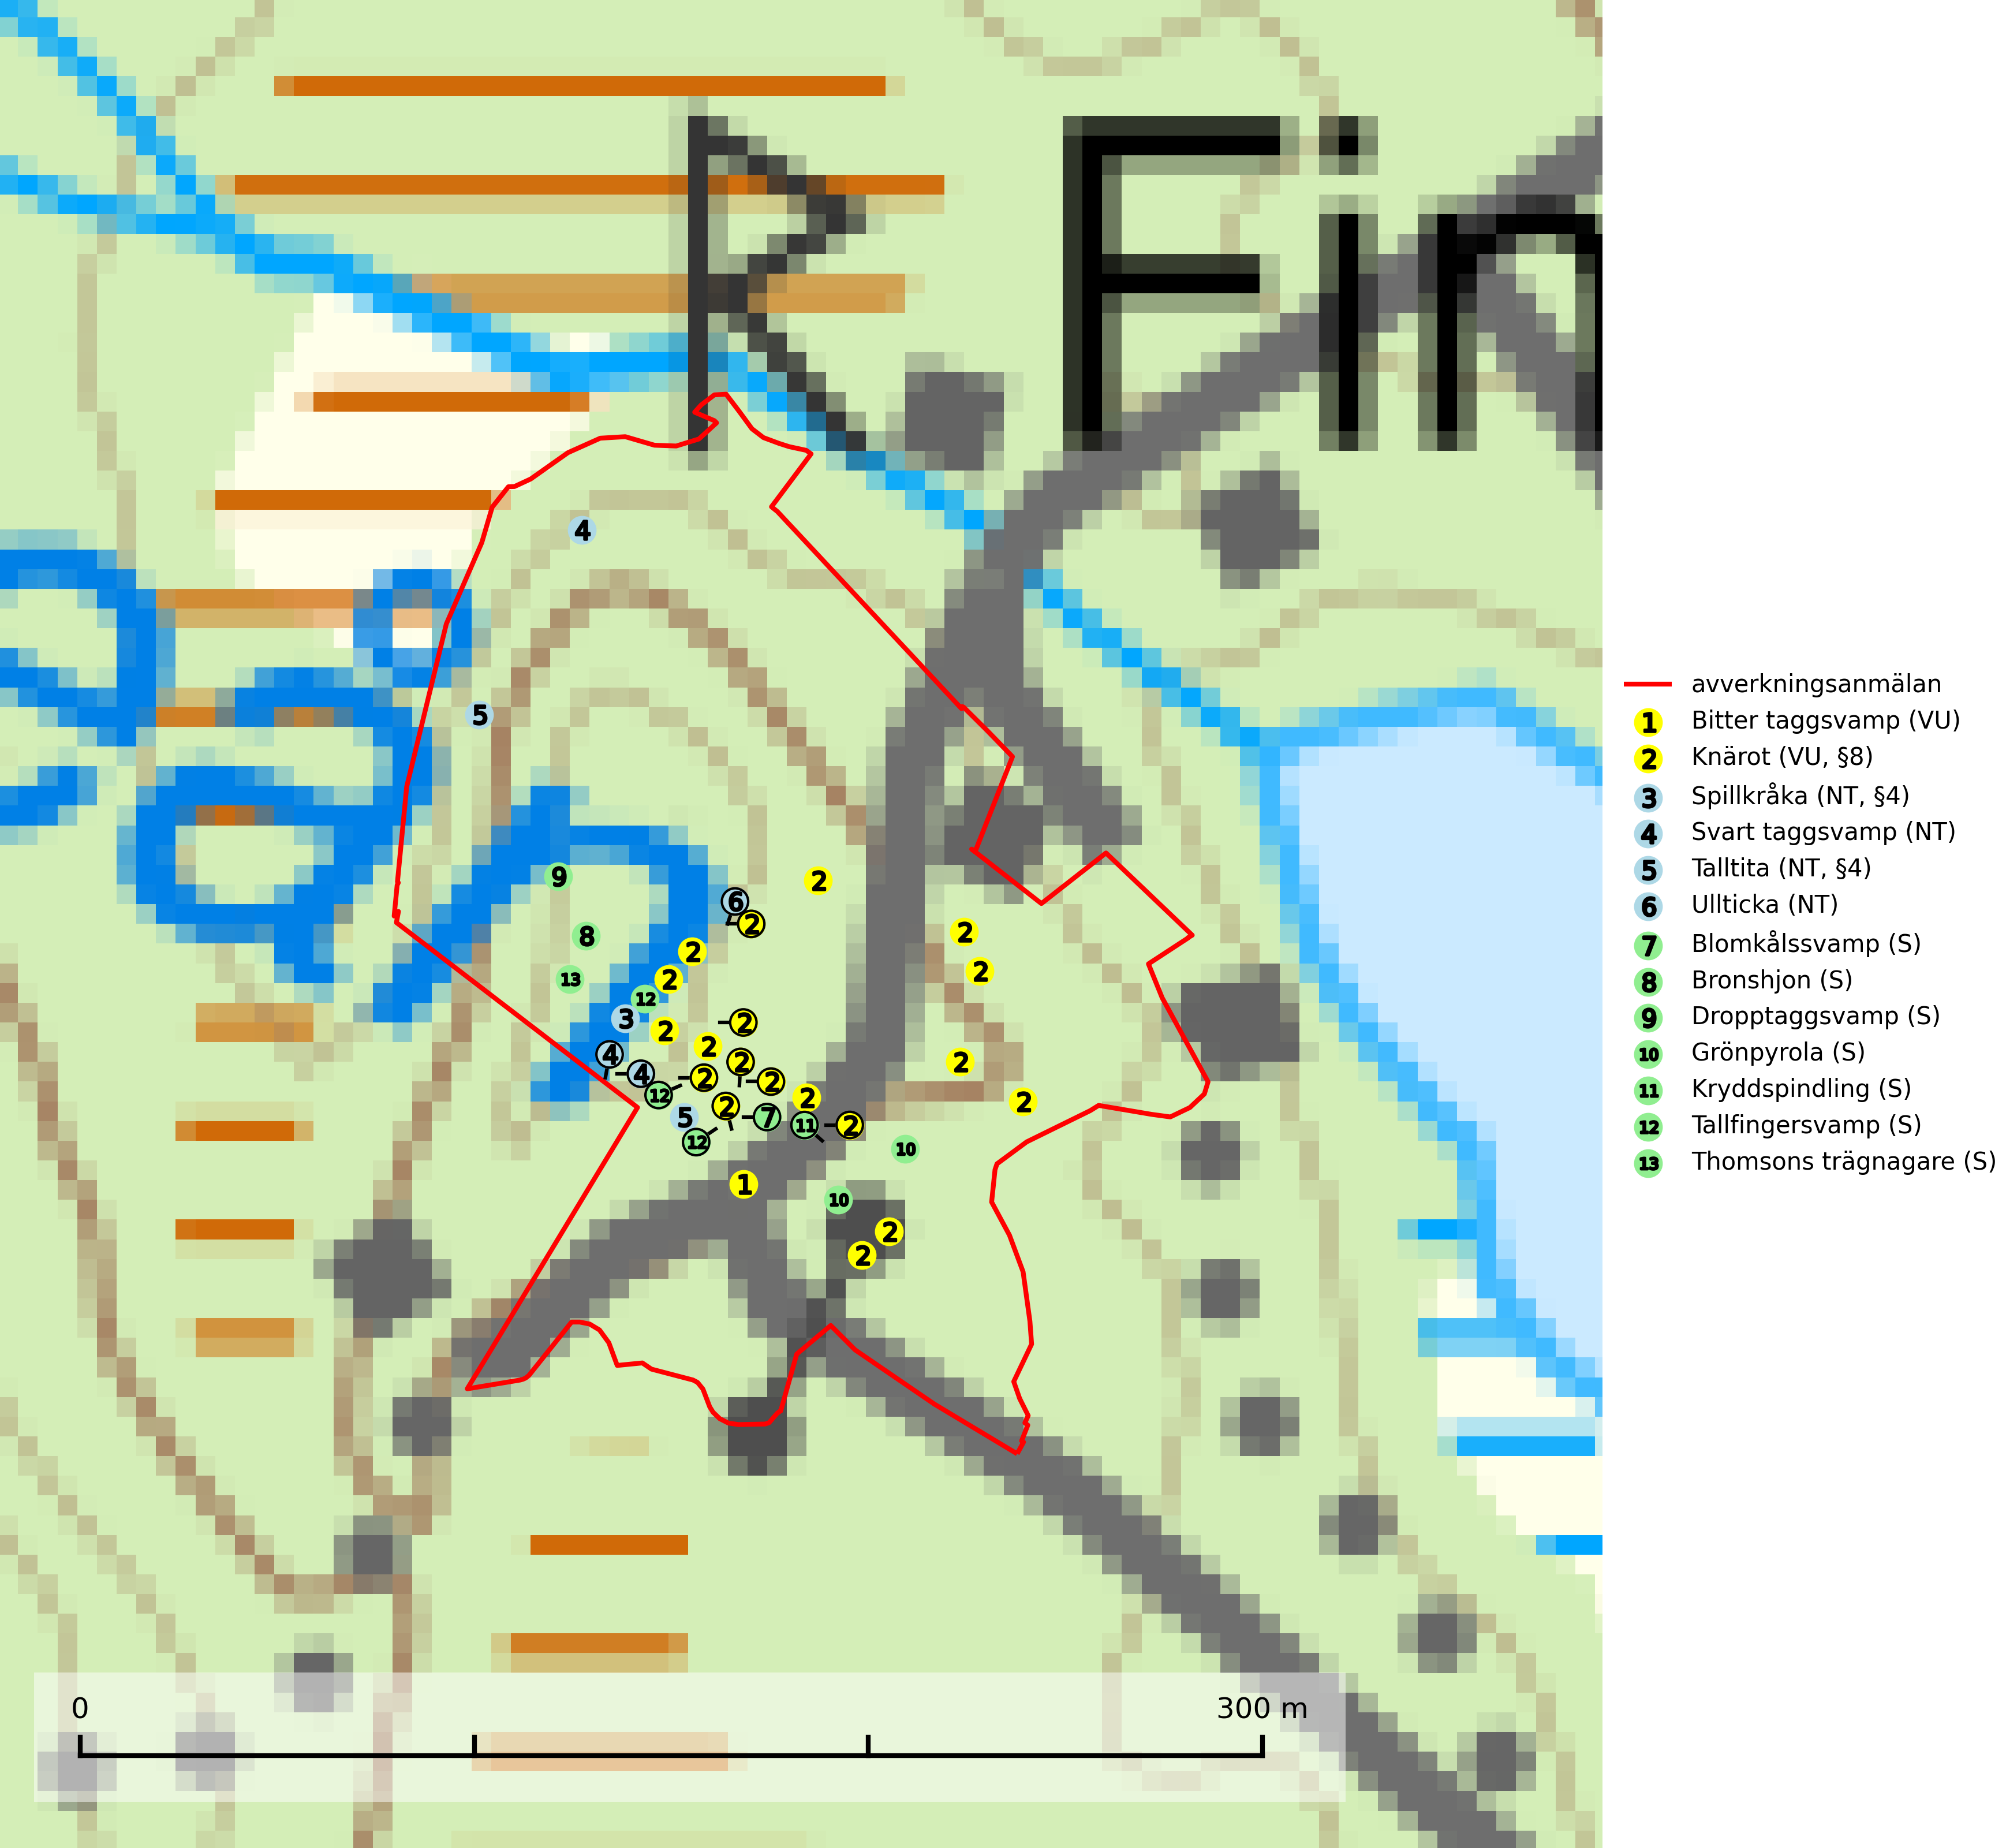 Fin
avverkningsanmälan
1 Bitter taggsvamp (VU)
2 Knärot (VU, §8)
3 Spillkråka (NT, §4)
4 Svart taggsvamp (NT)
5 Talltita (NT, §4)
6 Ullticka (NT)
7 Blomkålssvamp (S)
8 Bronshjon (S)
9 Dropptaggsvamp (S)
10 Grönpyrola (S)
11 Kryddspindling (S)
12 Tallfingersvamp (S)
13 Thomsons trägnagare (S)
4
5
9
2
6
2
8
2
2
13
2
2
12
3
2
2
2
4
2
2
4
2
2
12
2
2
2
5
7
11
2
12
10
1
10
2
2
0
300 m